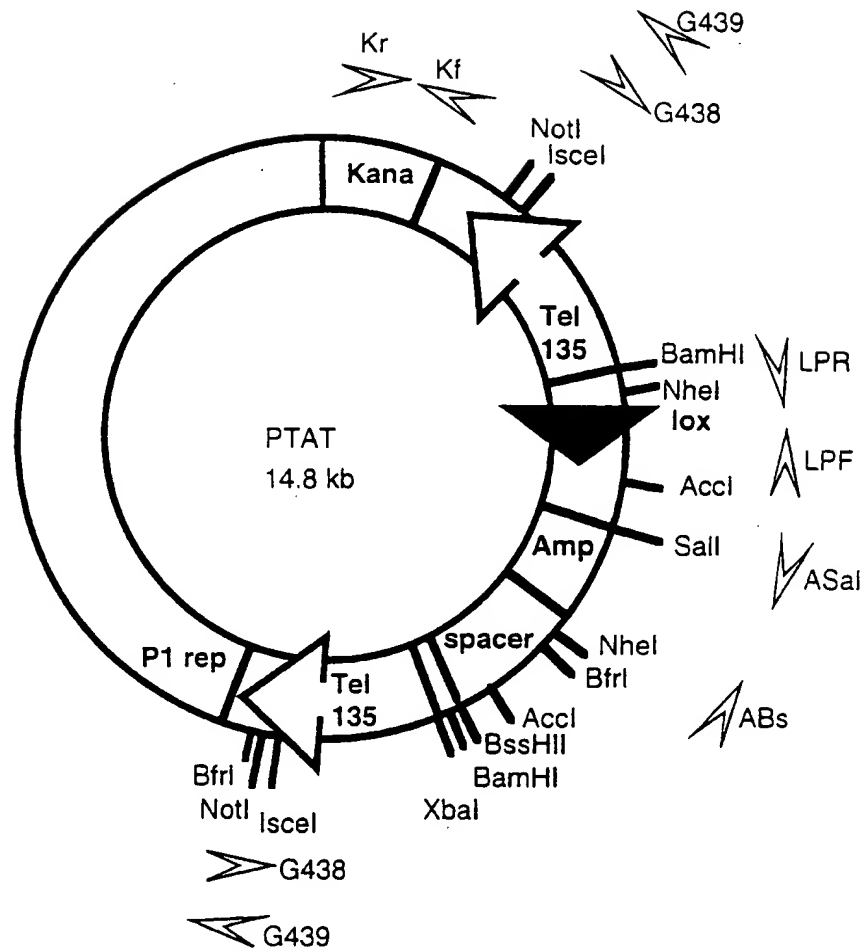 G439
Kr
Kf
G438
NotI
IsceI
Kana
Tel
135
BamHI
LPR
NheI
lox
PTAT
14.8 kb
LPF
AccI
Amp
SalI
ASal
spacer
P1 rep
NheI
BfrI
Tel
135
ABs
AccI
BssHII
BfrI
BamHI
NotI
XbaI
IsceI
G438
G439